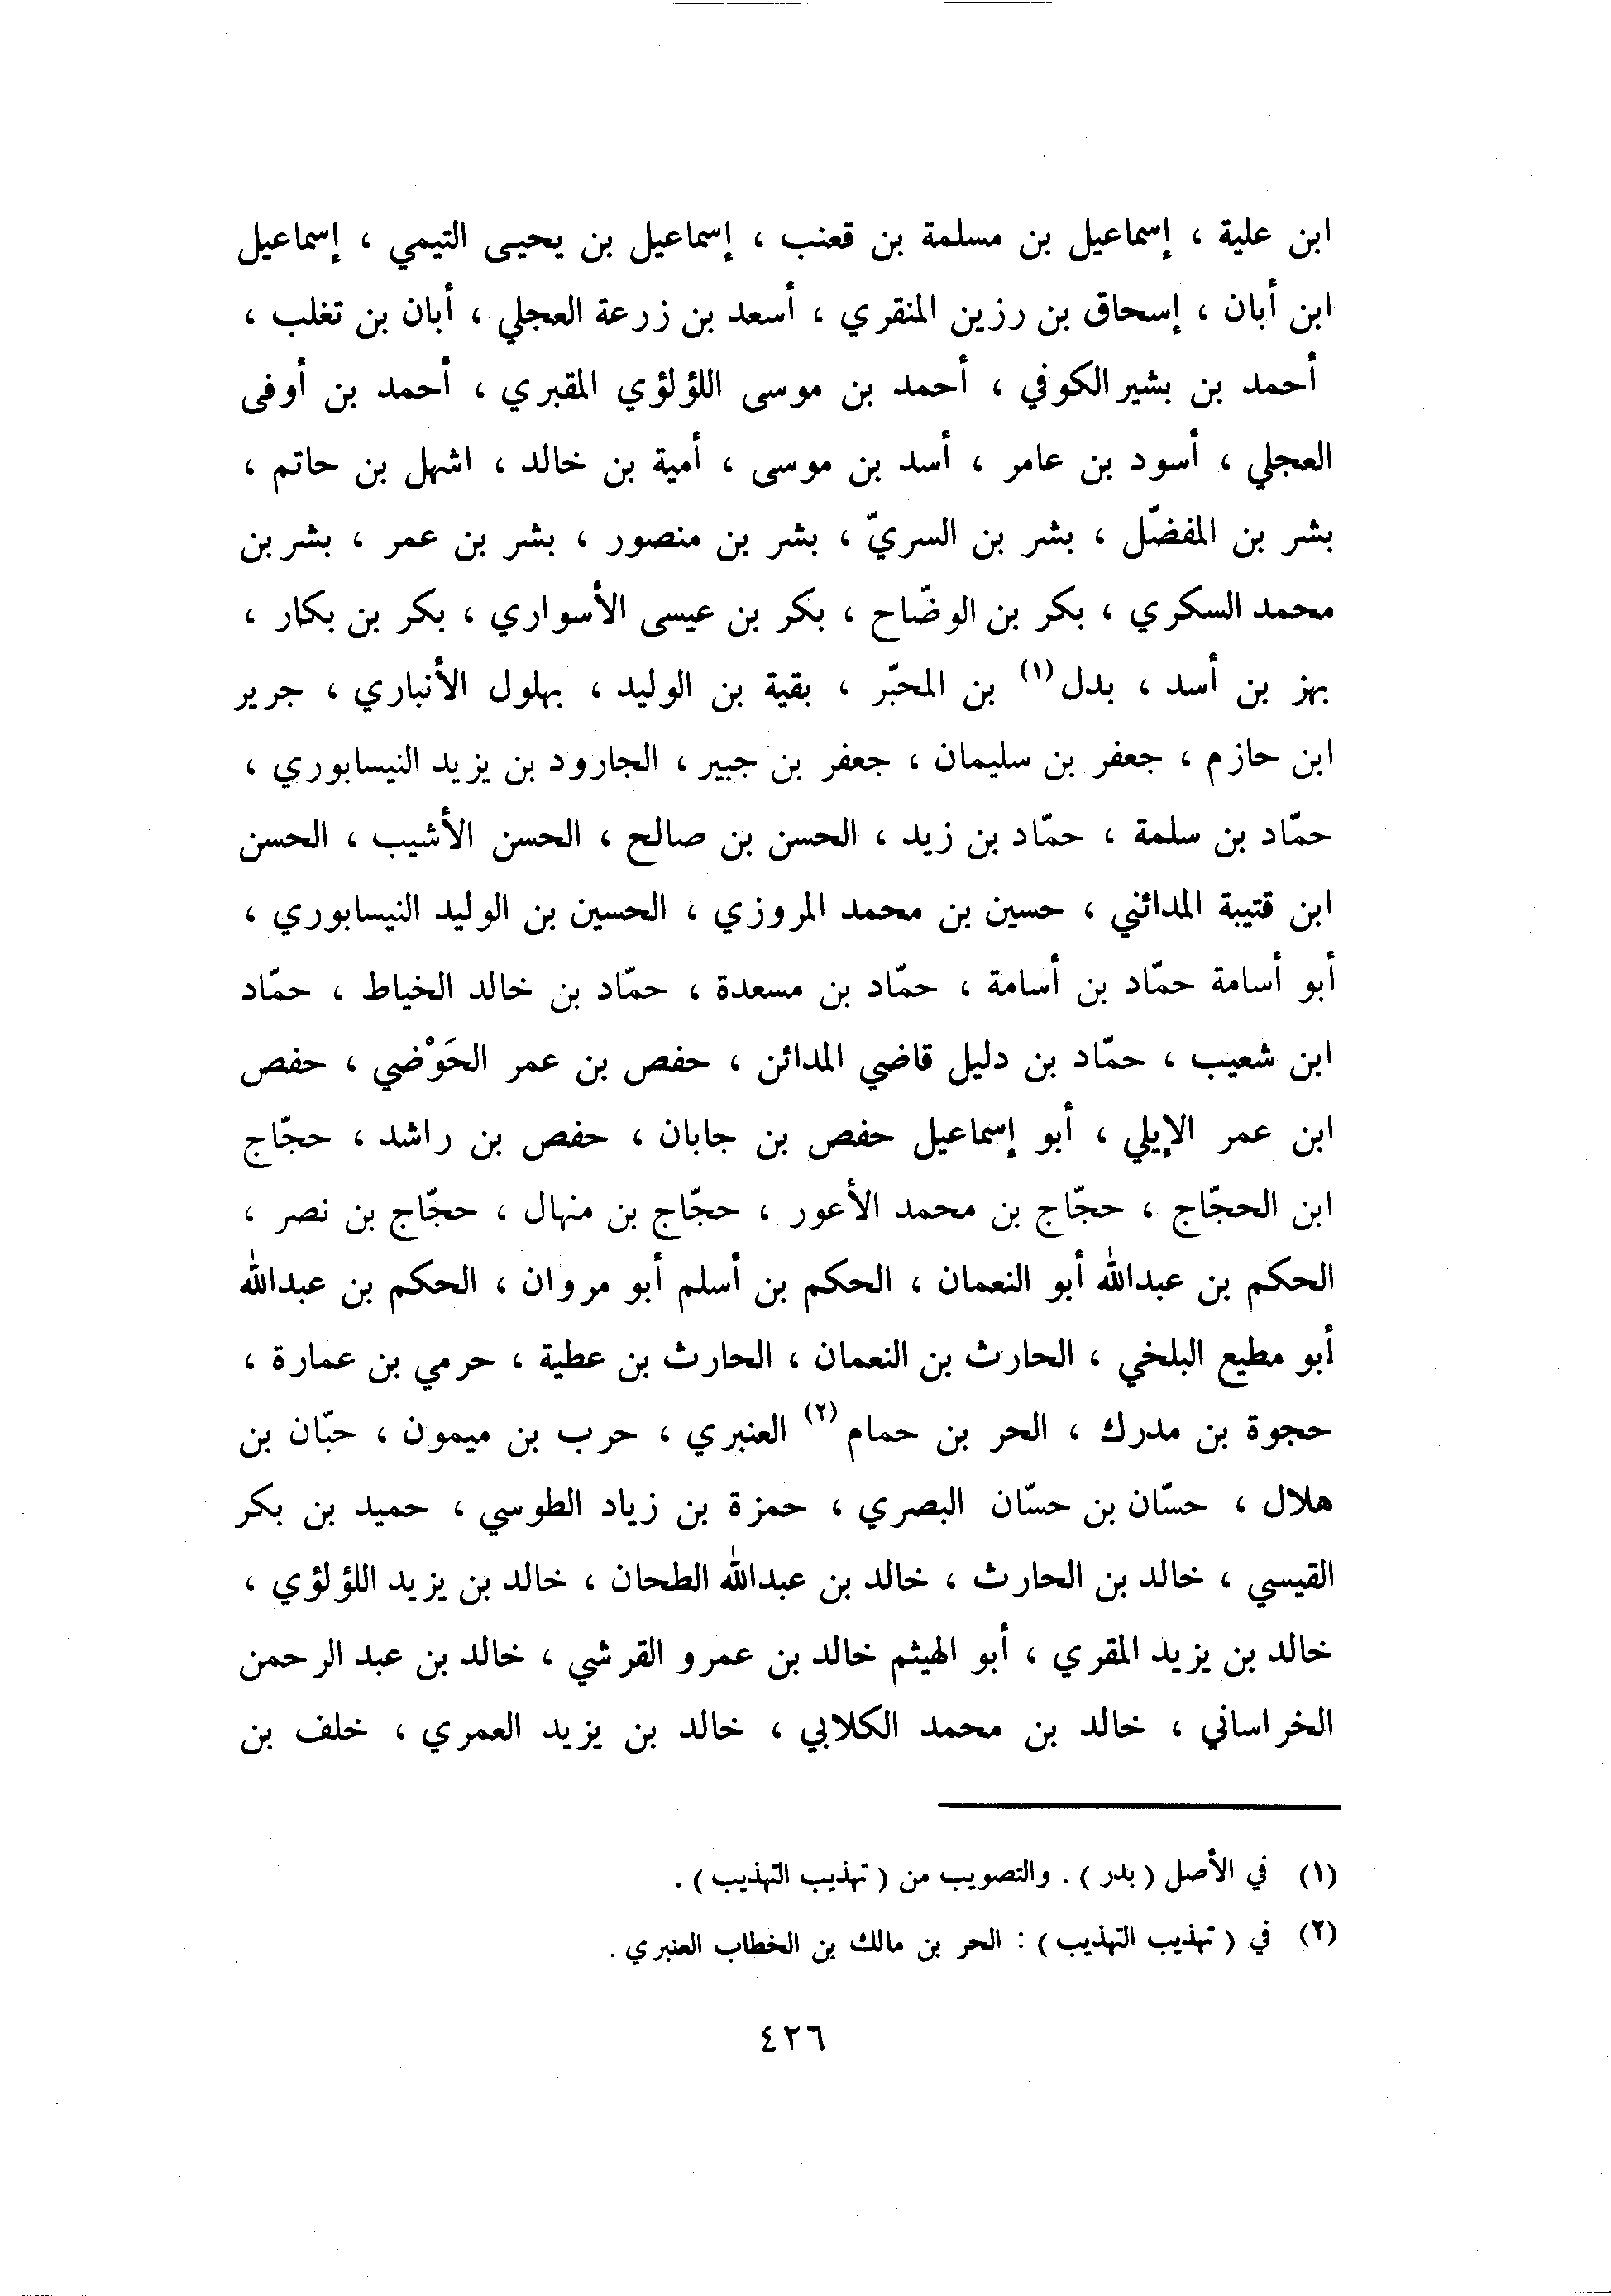 ابن علية ، إسماعيل بن مسلمة بن قعنب ، إسماعيل بن يحيى التيمي ، إسماعيل
ابن أبان ، إسحاق بن رزين المنقري ، أسعد بن زرعة العجلي ، أبان بن تغلب ،
أحمد بن بشير الكوفي ، أحمد بن موسى اللؤلؤي المقبري ، أحمد بن أوفى
العجلي ، أسود بن عامر ، أسد بن موسى ، أمية بن خالد ، اشهل بن حاتم ،
بشر بن المفضّل ، بشر بن السريّ ، بشر بن منصور ، بشر بن عمر ، بشر بن
محمد السكري ، بكر بن الوضّاح ، بكر بن عيسى الأسواري ، بكر بن بكار ،
بهز بن أسد ، بدل (١) بن المحبّر ، بقية بن الوليد ، بهلول الأنباري ، جرير
ابن حازم ، جعفر بن سليمان ، جعفر بن جبير ، الجارود بن يزيد النيسابوري ،
حمّاد بن سلمة ، حمّاد بن زيد ، الحسن بن صالح ، الحسن الأشيب ، الحسن
ابن قتيبة المدائني ، حسين بن محمد المروزي ، الحسين بن الوليد النيسابوري ،
أبو أسامة حمّاد بن أسامة ، حمّاد بن مسعدة ، حمّاد بن خالد الخياط ، حمّاد
ابن شعيب ، حمّاد بن دليل قاضي المدائن ، حفص بن عمر الحَوْضي ، حفص
ابن عمر الإيلي ، أبو إسماعيل حفص بن جابان ، حفص بن راشد ، حجّاج
ابن الحجّاج ، حجّاج بن محمد الأعور ، حجّاج بن منهال ، حجّاج بن نصر ،
الحكم بن عبدالله أبو النعمان ، الحكم بن أسلم أبو مروان ، الحكم بن عبدالله
أبو مطيع البلخي ، الحارث بن النعمان ، الحارث بن عطية ، حرمي بن عمارة ،
حجوة بن مدرك ، الحر بن حمام (٢) العنبري ، حرب بن ميمون ، حبّان بن
هلال ، حسّان بن حسّان البصري ، حمزة بن زياد الطوسي ، حميد بن بكر
القيسي ، خالد بن الحارث ، خالد بن عبدالله الطحان ، خالد بن يزيد اللؤلؤي ،
خالد بن يزيد المقري ، أبو الهيثم خالد بن عمرو القرشي ، خالد بن عبد الرحمن
الخراساني ، خالد بن محمد الكلابي ، خالد بن يزيد العمري ، خلف بن
(١) في الأصل ( بدر ) . والتصويب من ( تهذيب التهذيب ) .
(٢) في ( تهذيب التهذيب ) : الحر بن مالك بن الخطاب العنبري .
٤٢٦